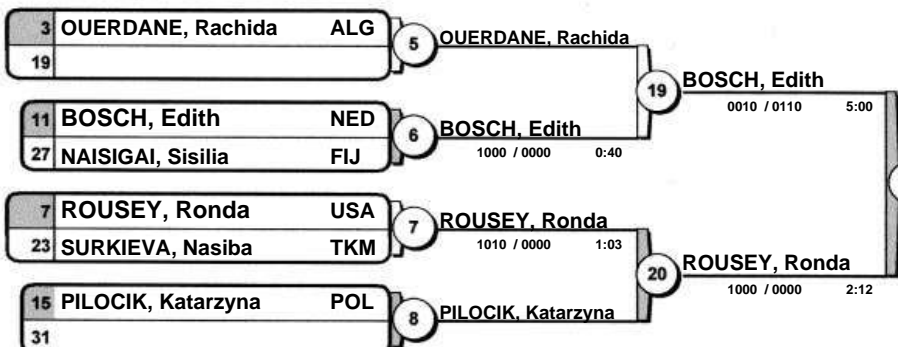 3 OUERDANE, Rachida ALG
19
5 OUERDANE, Rachida
11 BOSCH, Edith NED
27 NAISIGAI, Sisilia FIJ
6 BOSCH, Edith
1000 / 0000 0:40
19 BOSCH, Edith
0010 / 0110 5:00
7 ROUSEY, Ronda USA
23 SURKIEVA, Nasiba TKM
7 ROUSEY, Ronda
1010 / 0000 1:03
15 PILOCIK, Katarzyna POL
31
8 PILOCIK, Katarzyna
20 ROUSEY, Ronda
1000 / 0000 2:12